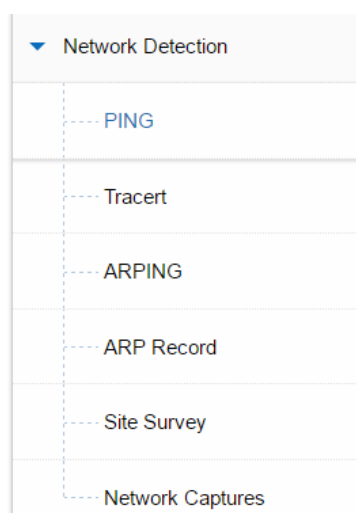 Network Detection
PING
Tracert
ARPING
ARP Record
Site Survey
Network Captures